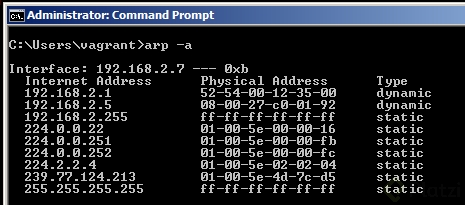 Administrator: Command Prompt
C:\Users\vagrant>arp -a
Interface: 192.168.2.7 --- 0xb
Internet Address Physical Address Type
192.168.2.1 52-54-00-12-35-00 dynamic
192.168.2.5 08-00-27-c0-01-92 dynamic
192.168.2.255 ff-ff-ff-ff-ff-ff static
224.0.0.22 01-00-5e-00-00-16 static
224.0.0.251 01-00-5e-00-00-fb static
224.0.0.252 01-00-5e-00-00-fc static
224.2.2.4 01-00-5e-02-02-04 static
239.77.124.213 01-00-5e-4d-7c-d5 static
255.255.255.255 ff-ff-ff-ff-ff-ff static